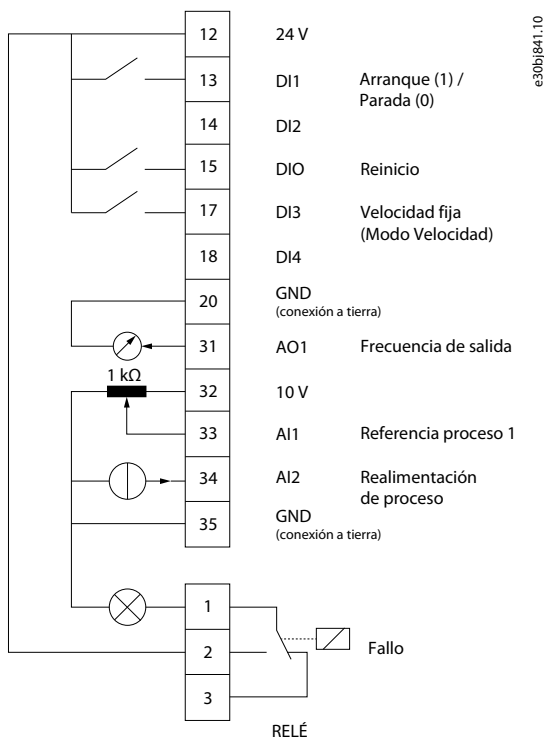 e30bj841.10
12 24 V
13 DI1 Arranque (1) /
Parada (0)
14 DI2
15 DIO Reinicio
17 DI3 Velocidad fija
(Modo Velocidad)
18 DI4
20 GND
(conexión a tierra)
31 AO1 Frecuencia de salida
1 kΩ
32 10 V
33 AI1 Referencia proceso 1
34 AI2 Realimentación
de proceso
35 GND
(conexión a tierra)
1
2 Fallo
3
RELÉ